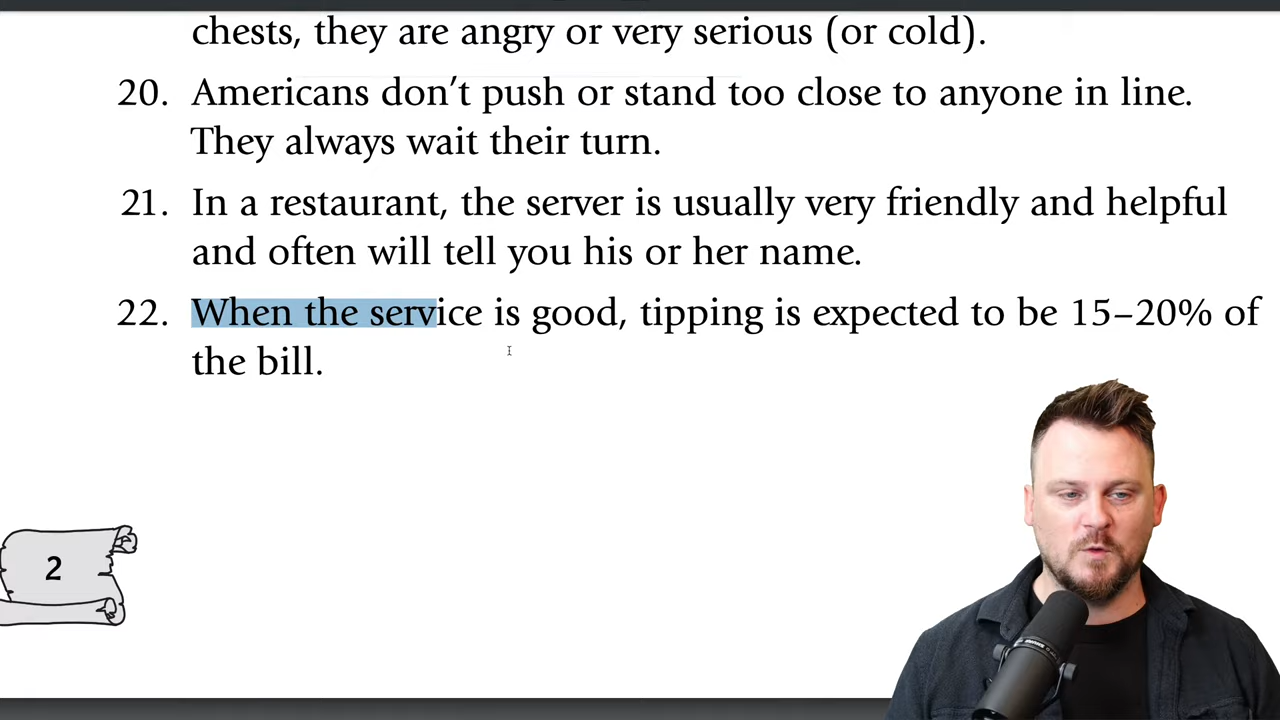 chests, they are angry or very serious (or cold).
20. Americans don't push or stand too close to anyone in line.
They always wait their turn.
21. In a restaurant, the server is usually very friendly and helpful
and often will tell you his or her name.
22. When the service is good, tipping is expected to be 15–20% of
the bill.
2